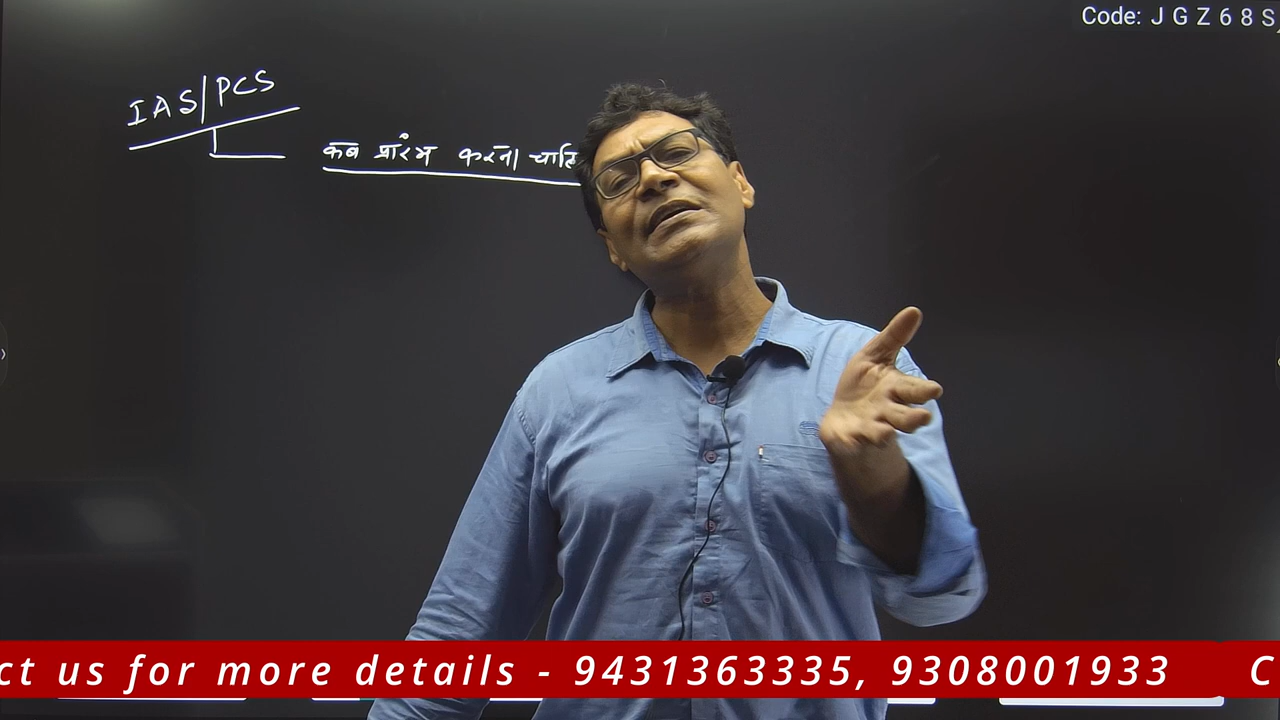 Code: J G Z 6 8 S
IAS/PCS
कब प्रारंभ करना चाहि
ct us for more details - 9431363335, 9308001933 C